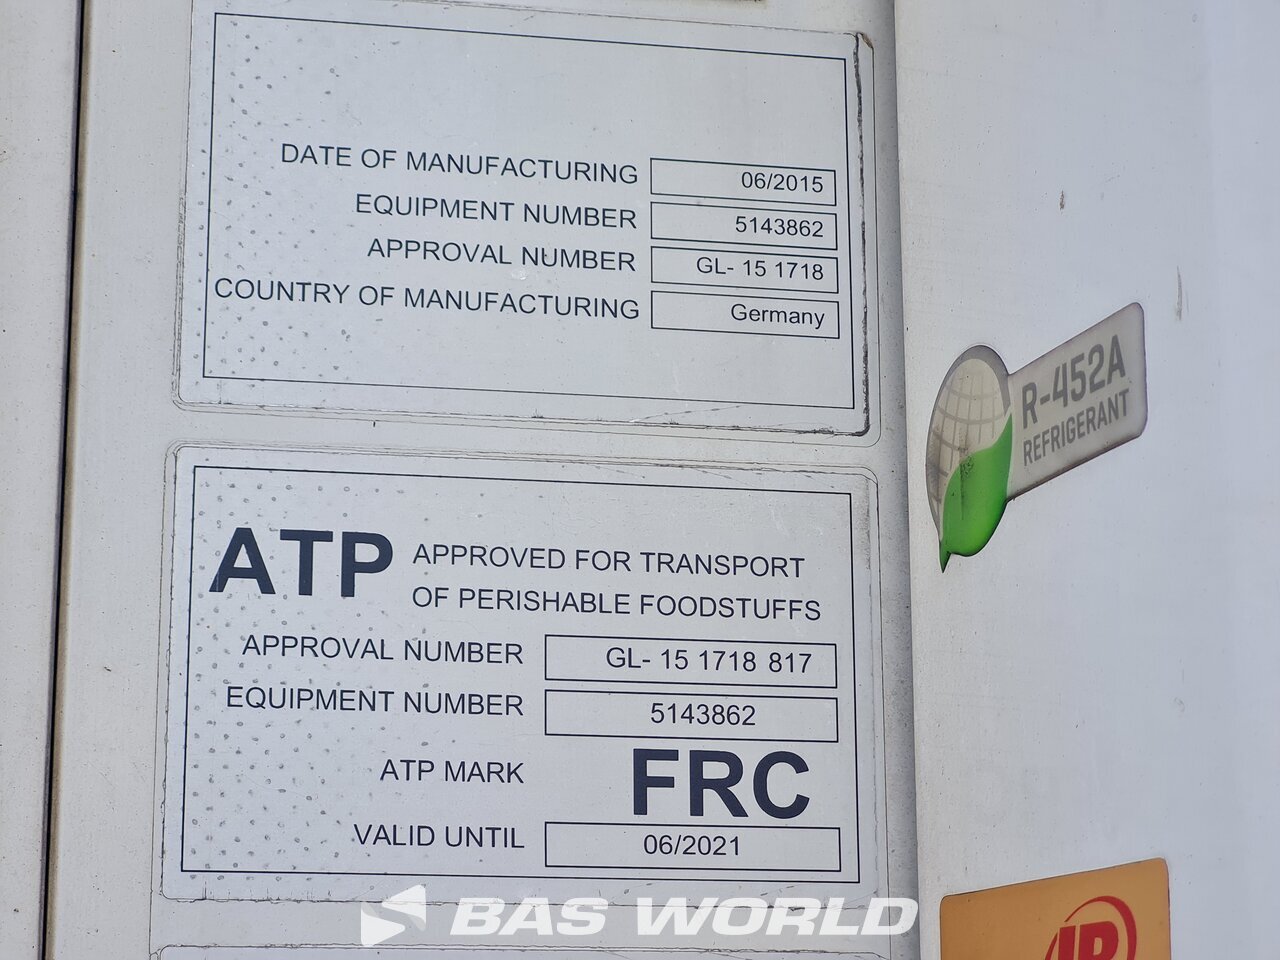 DATE OF MANUFACTURING 06/2015
EQUIPMENT NUMBER 5143862
APPROVAL NUMBER GL- 15 1718
COUNTRY OF MANUFACTURING Germany
R-452A
REFRIGERANT
ATP APPROVED FOR TRANSPORT
OF PERISHABLE FOODSTUFFS
APPROVAL NUMBER GL- 15 1718 817
EQUIPMENT NUMBER 5143862
ATP MARK FRC
VALID UNTIL 06/2021
BAS WORLD
IR